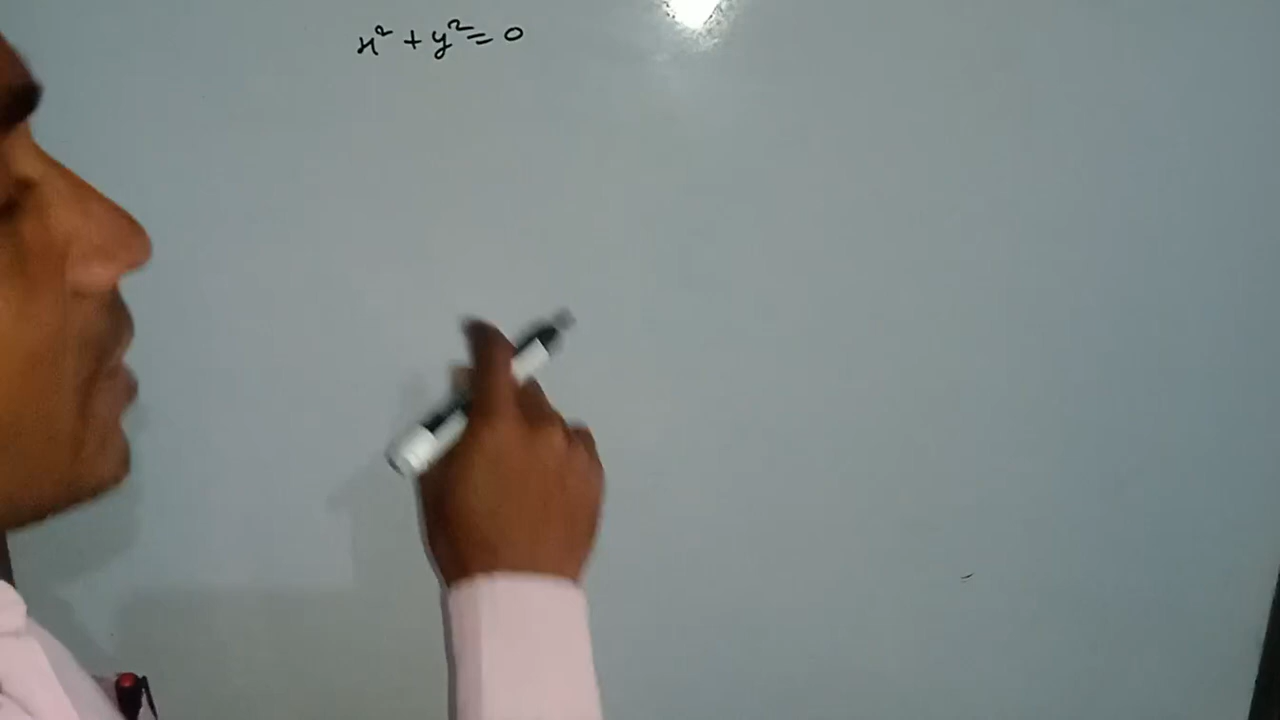 x² + y² = 0